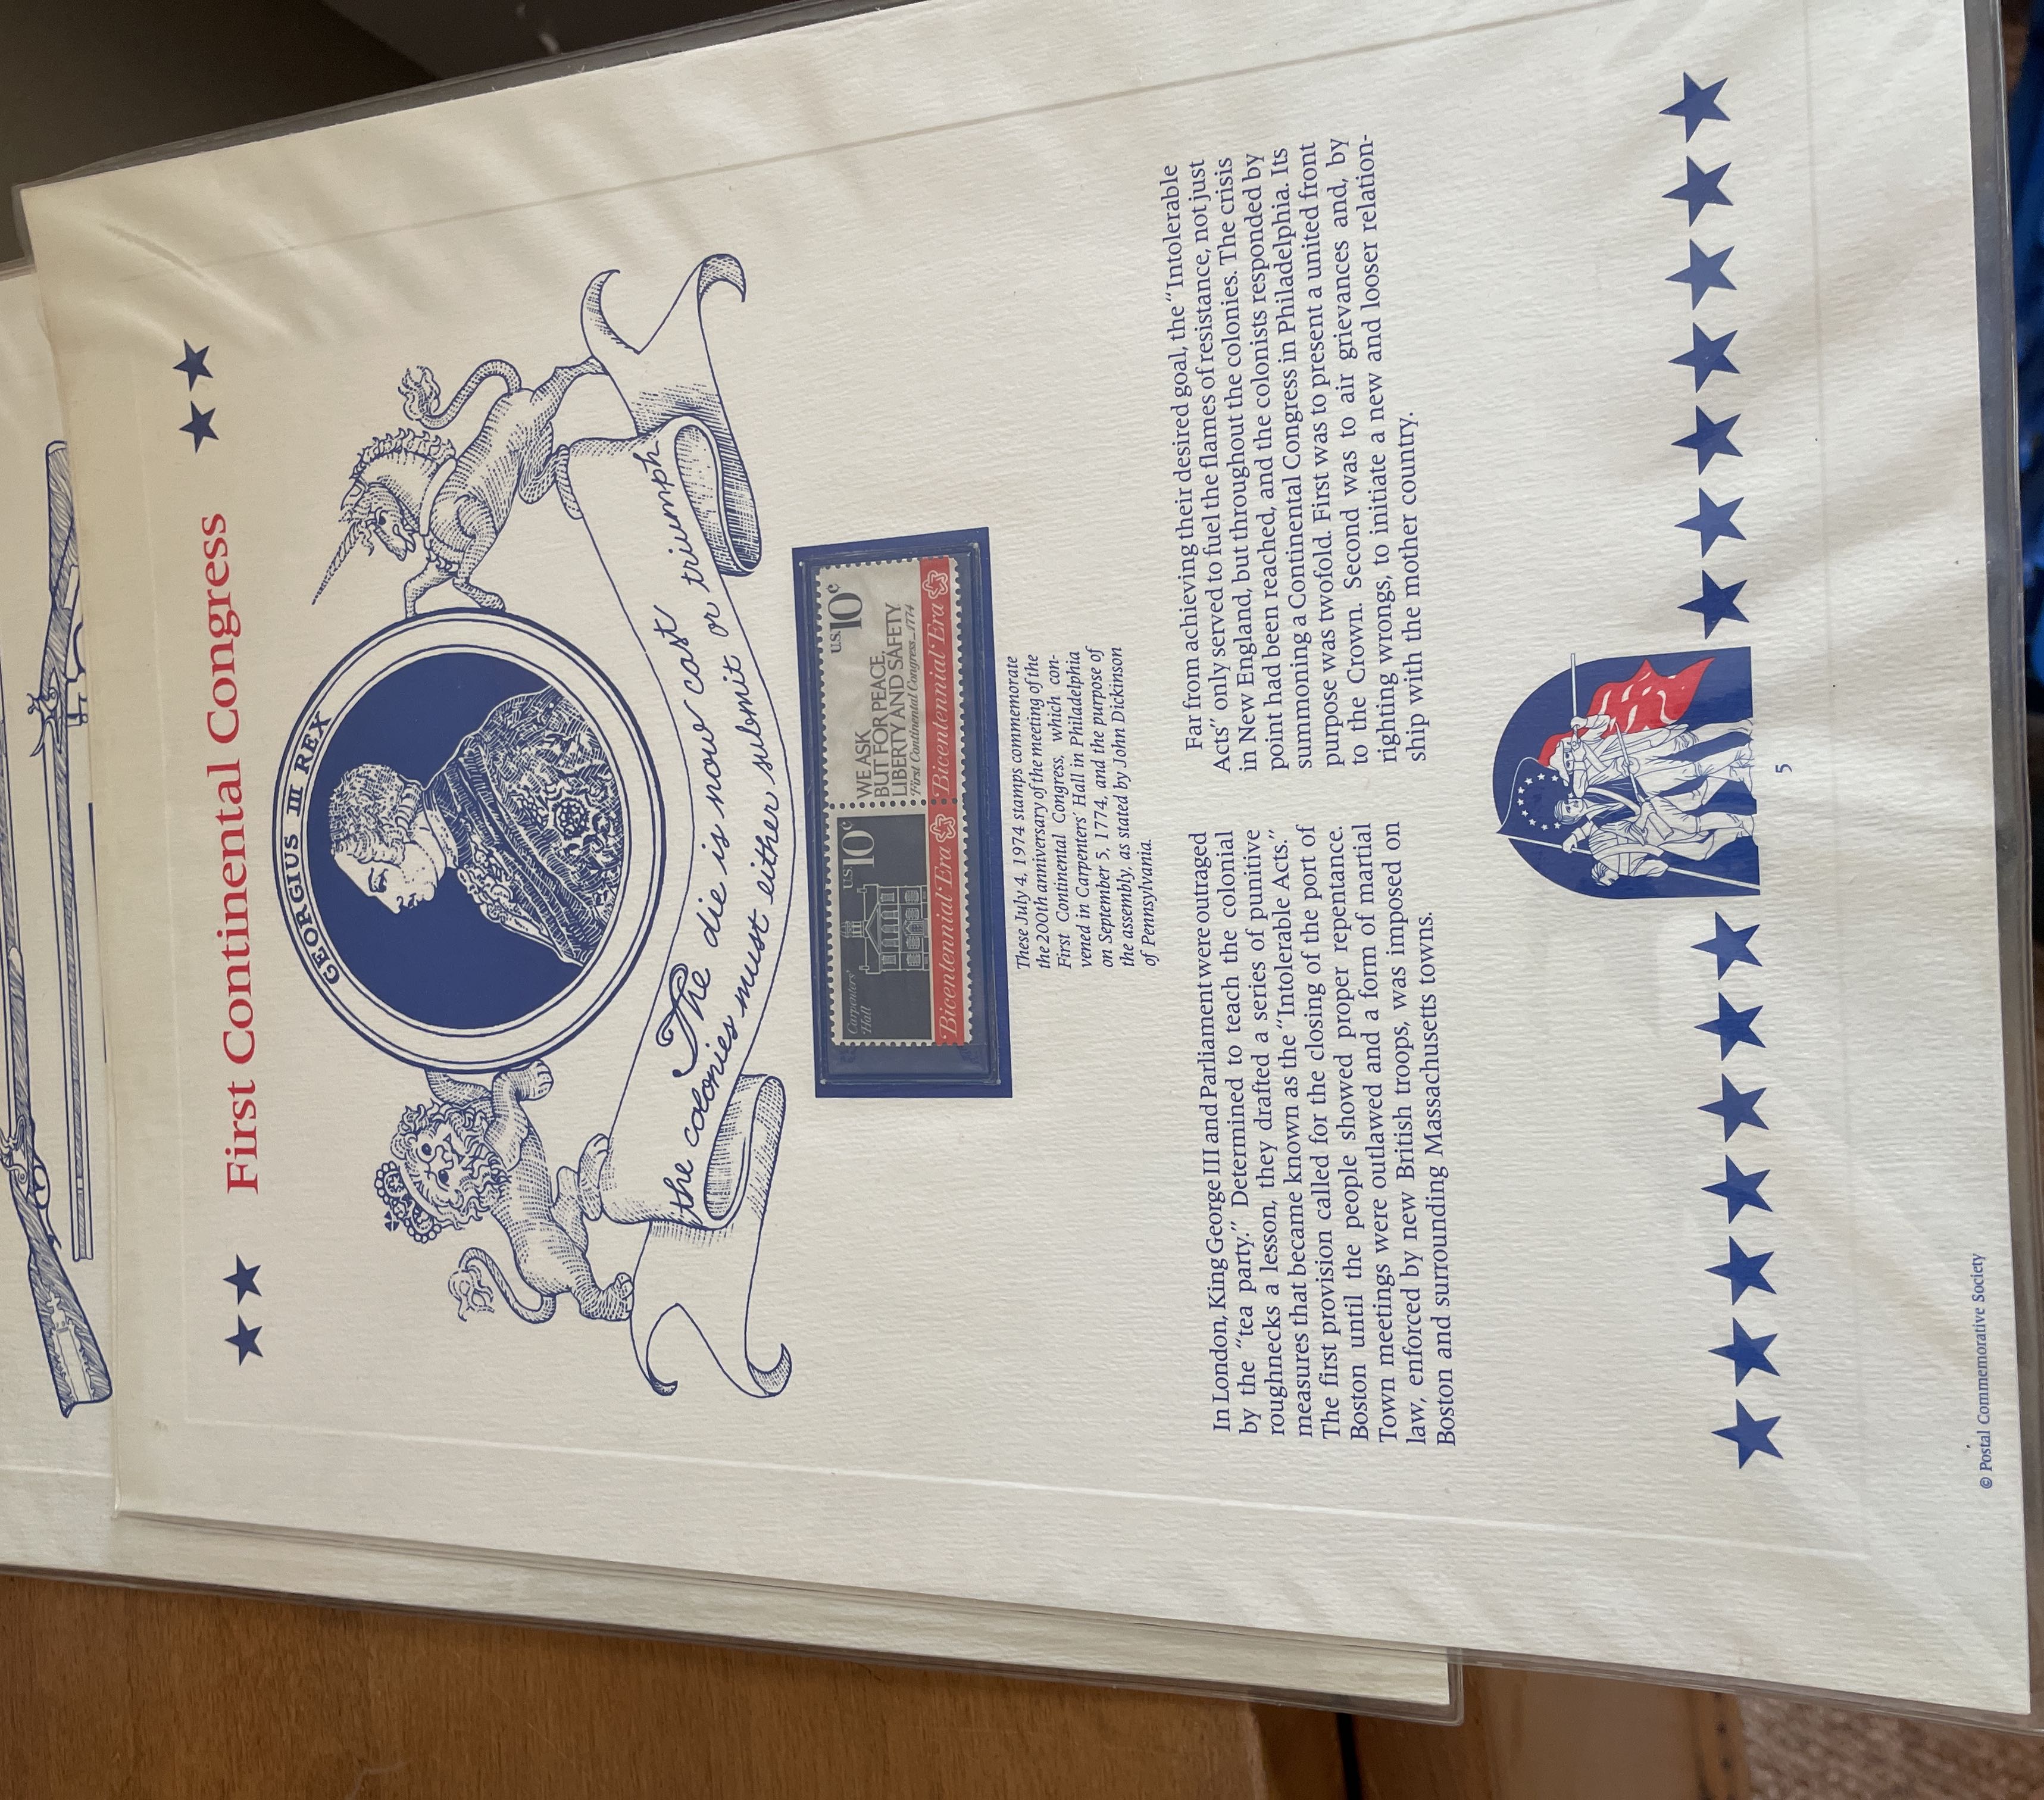 First Continental Congress
GEORGIUS III REX
The die is now cast
the colonies must either submit or triumph
Carpenters'
Hall
U.S. 10c
Bicentennial Era
U.S. 10c
WE ASK
BUT FOR PEACE,
LIBERTY AND SAFETY
First Continental Congress_1774
Bicentennial Era
These July 4, 1974 stamps commemorate
the 200th anniversary of the meeting of the
First Continental Congress, which con-
vened in Carpenters' Hall in Philadelphia
on September 5, 1774, and the purpose of
the assembly, as stated by John Dickinson
of Pennsylvania.
In London, King George III and Parliament were outraged
by the "tea party." Determined to teach the colonial
roughnecks a lesson, they drafted a series of punitive
measures that became known as the "Intolerable Acts."
The first provision called for the closing of the port of
Boston until the people showed proper repentance.
Town meetings were outlawed and a form of martial
law, enforced by new British troops, was imposed on
Boston and surrounding Massachusetts towns.
Far from achieving their desired goal, the "Intolerable
Acts" only served to fuel the flames of resistance, not just
in New England, but throughout the colonies. The crisis
point had been reached, and the colonists responded by
summoning a Continental Congress in Philadelphia. Its
purpose was twofold. First was to present a united front
to the Crown. Second was to air grievances and, by
righting wrongs, to initiate a new and looser relation-
ship with the mother country.
5
© Postal Commemorative Society